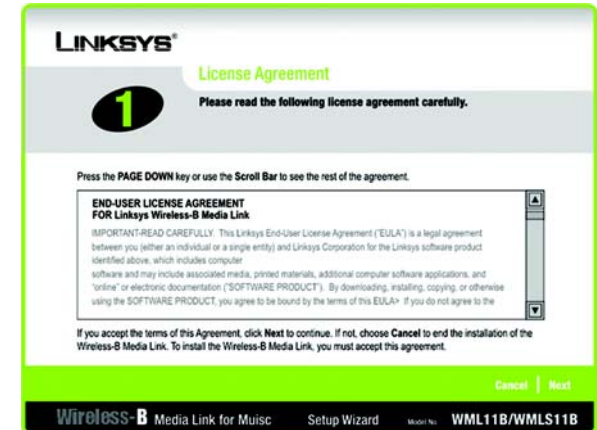 LINKSYS®
License Agreement
1
Please read the following license agreement carefully.
Press the PAGE DOWN key or use the Scroll Bar to see the rest of the agreement.
END-USER LICENSE AGREEMENT
FOR Linksys Wireless-B Media Link
IMPORTANT-READ CAREFULLY. This Linksys End-User License Agreement ("EULA") is a legal agreement
between you (either an individual or a single entity) and Linksys Corporation for the Linksys software product
identified above, which includes computer
software and may include associated media, printed materials, additional computer software applications, and
"online" or electronic documentation ("SOFTWARE PRODUCT"). By downloading, installing, copying, or otherwise
using the SOFTWARE PRODUCT, you agree to be bound by the terms of this EULA> If you do not agree to the
If you accept the terms of this Agreement, click Next to continue. If not, choose Cancel to end the installation of the
Wireless-B Media Link. To install the Wireless-B Media Link, you must accept this agreement.
Cancel | Next
Wireless-B Media Link for Muisc Setup Wizard Model No. WML11B/WMLS11B